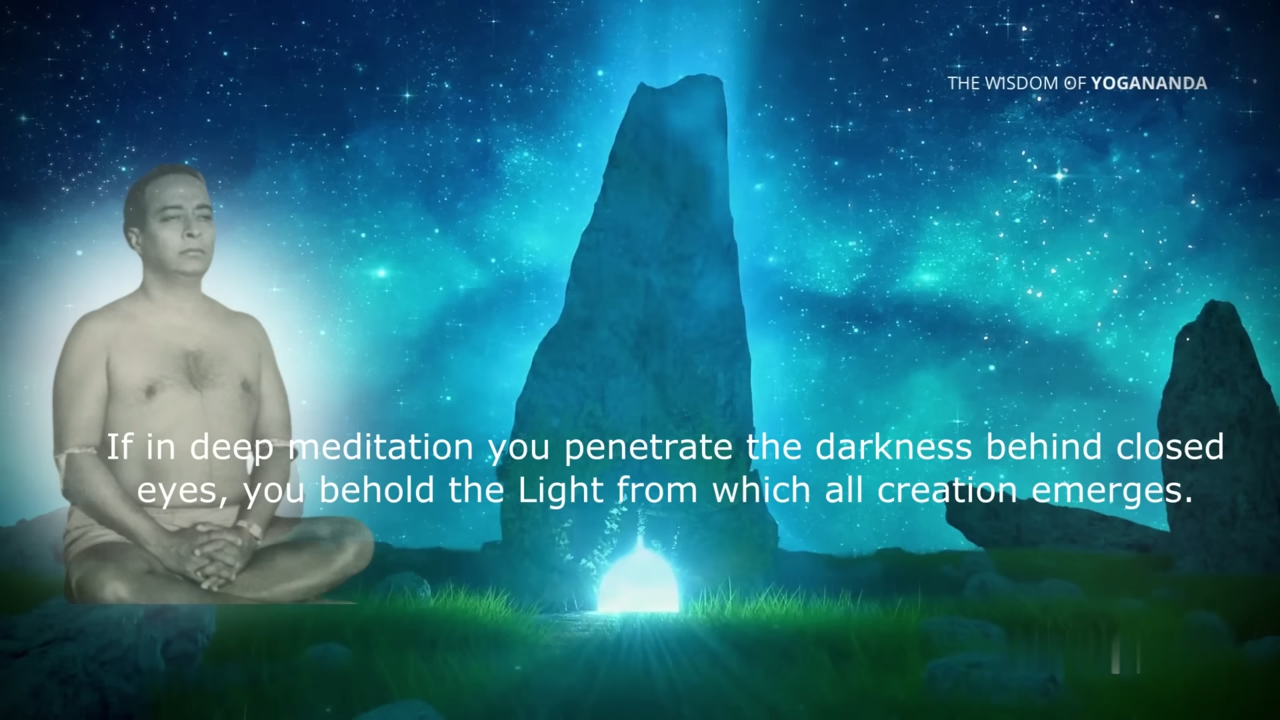 THE WISDOM OF YOGANANDA
If in deep meditation you penetrate the darkness behind closed
eyes, you behold the Light from which all creation emerges.